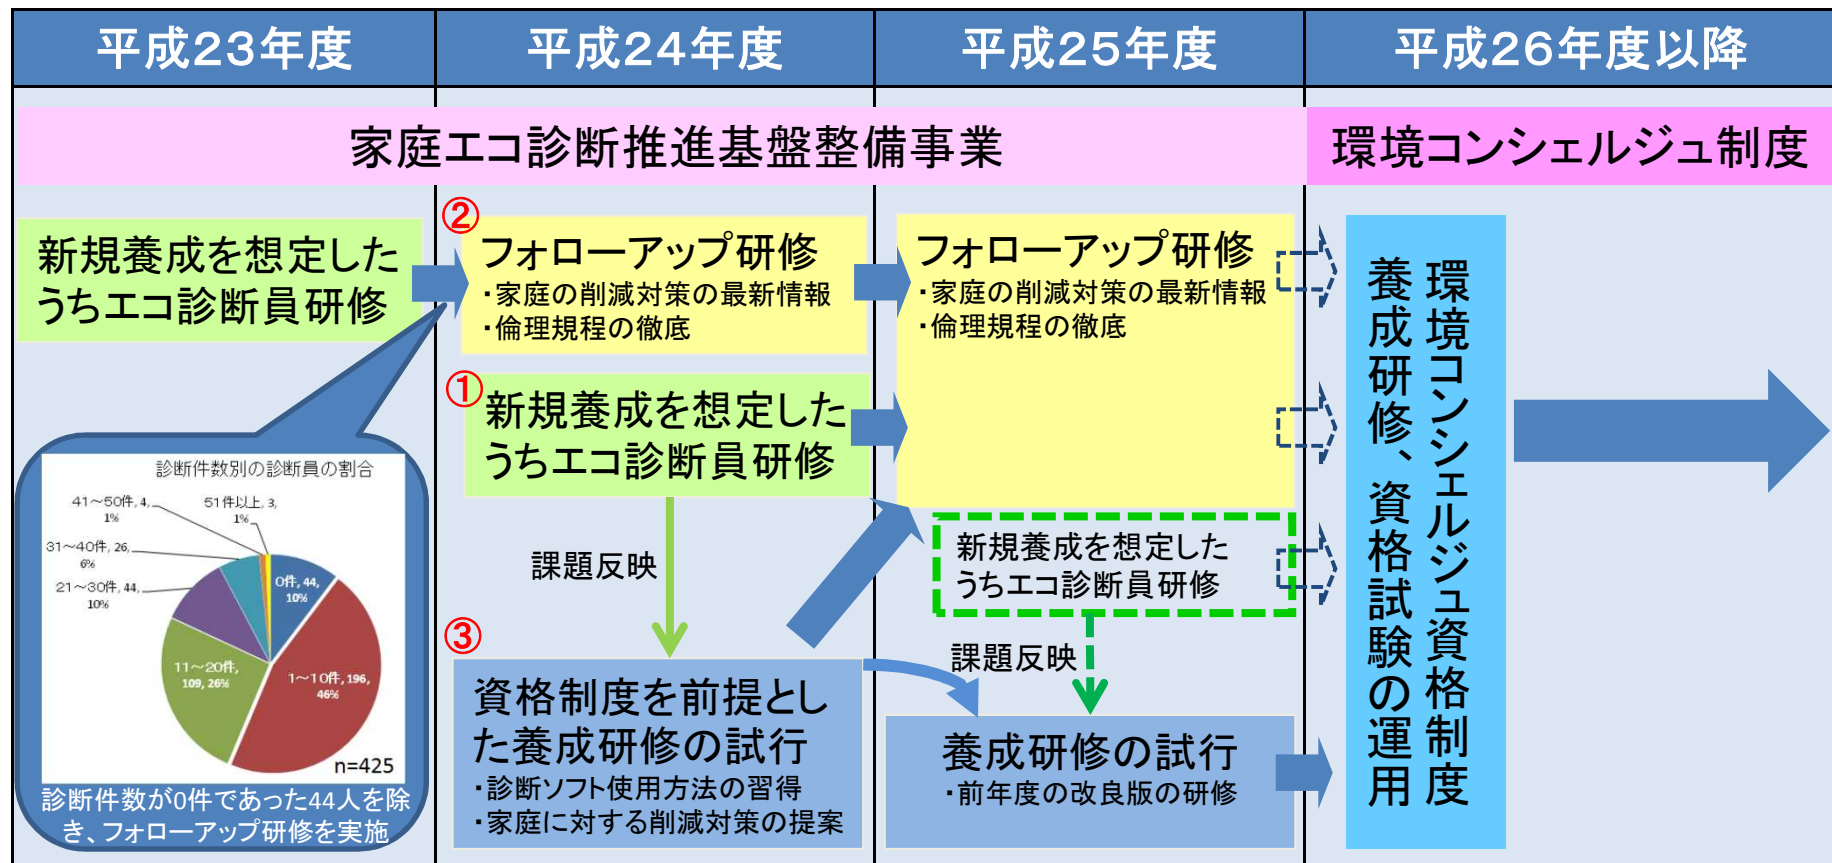 平成23年度
平成24年度
平成25年度
平成26年度以降
家庭エコ診断推進基盤整備事業
環境コンシェルジュ制度
新規養成を想定した
うちエコ診断員研修
②
フォローアップ研修
・家庭の削減対策の最新情報
・倫理規程の徹底
①
新規養成を想定した
うちエコ診断員研修
課題反映
③
資格制度を前提とし
た養成研修の試行
・診断ソフト使用方法の習得
・家庭に対する削減対策の提案
フォローアップ研修
・家庭の削減対策の最新情報
・倫理規程の徹底
新規養成を想定した
うちエコ診断員研修
課題反映
養成研修の試行
・前年度の改良版の研修
環境コンシェルジュ資格制度
養成研修、資格試験の運用
診断件数別の診断員の割合
41～50件, 4,
1%
51件以上, 3,
1%
31～40件, 26,
6%
21～30件, 44,
10%
0件, 44,
10%
11～20件,
109, 26%
1～10件, 196,
46%
n=425
診断件数が0件であった44人を除
き、フォローアップ研修を実施